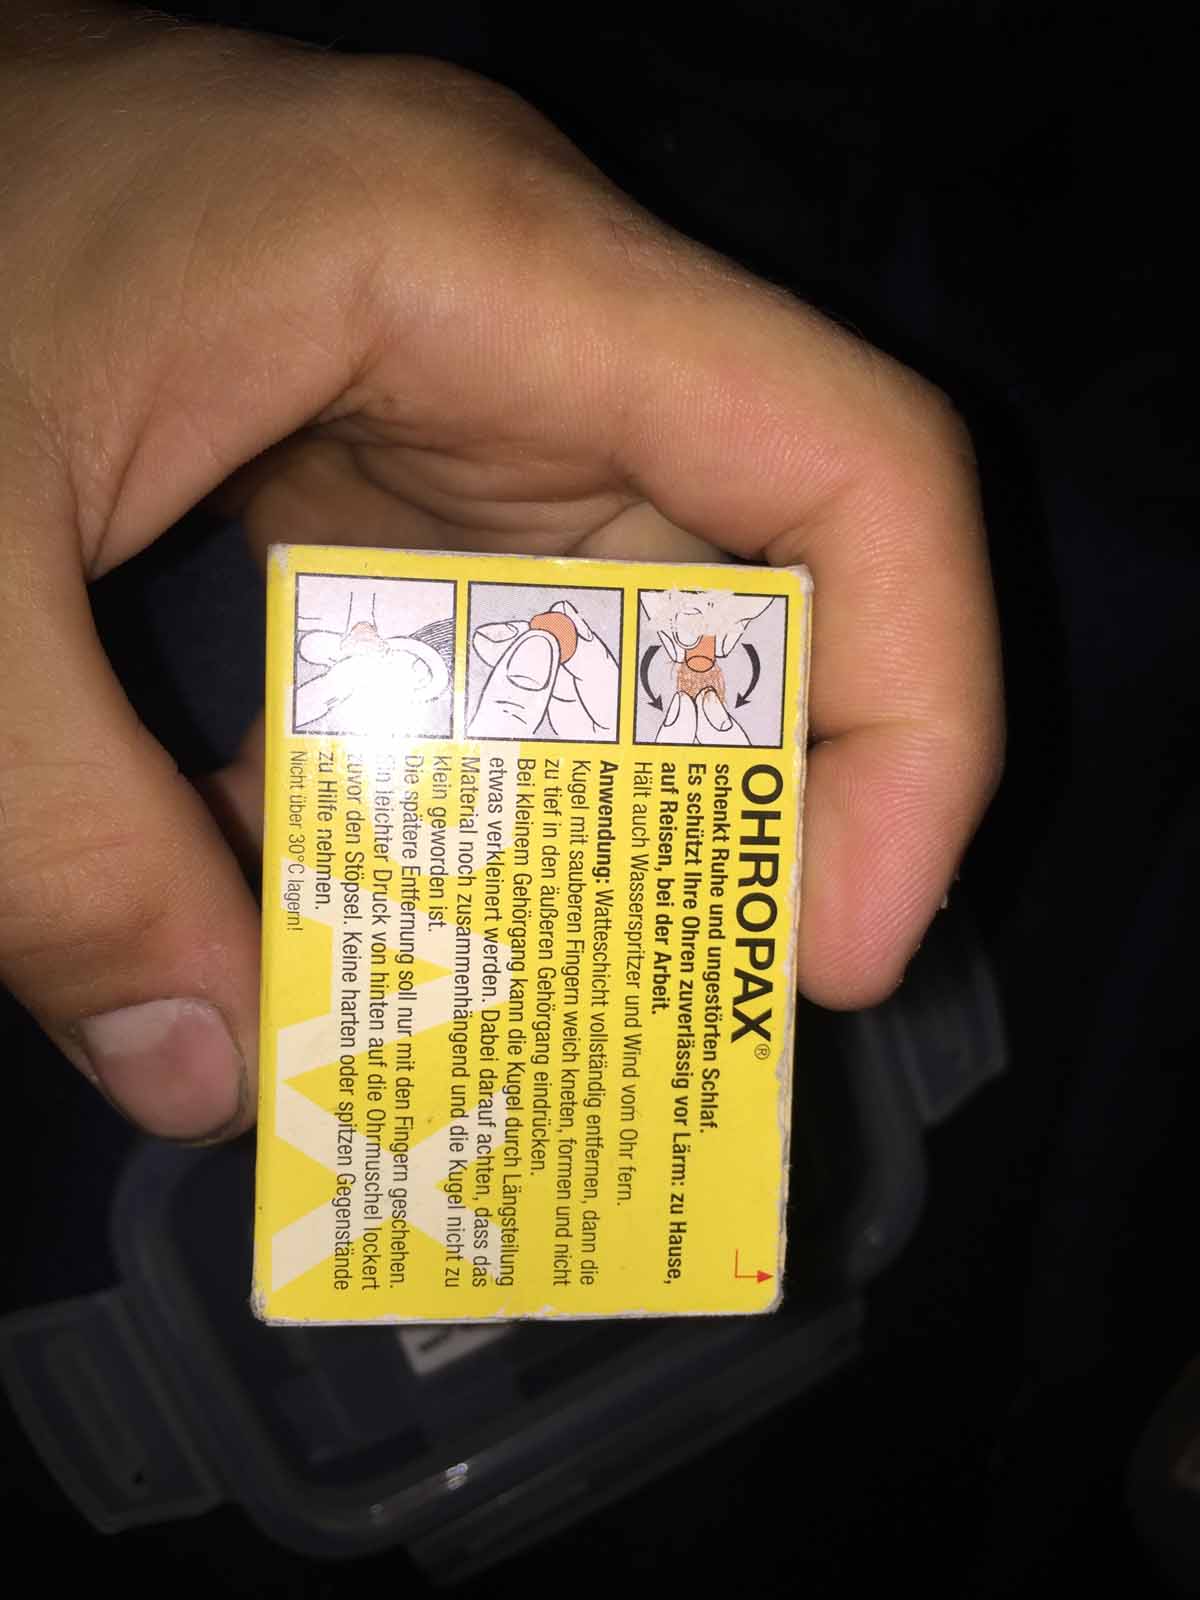 OHROPAX®
schenkt Ruhe und ungestörten Schlaf.
Es schützt Ihre Ohren zuverlässig vor Lärm: zu Hause,
auf Reisen, bei der Arbeit.
Hält auch Wasserspritzer und Wind vom Ohr fern.
Anwendung: Watteschicht vollständig entfernen, dann die
Kugel mit sauberen Fingern weich kneten, formen und nicht
zu tief in den äußeren Gehörgang eindrücken.
Bei kleinem Gehörgang kann die Kugel durch Längsteilung
etwas verkleinert werden. Dabei darauf achten, dass das
Material noch zusammenhängend und die Kugel nicht zu
klein geworden ist.
Die spätere Entfernung soll nur mit den Fingern geschehen.
Ein leichter Druck von hinten auf die Ohrmuschel lockert
zuvor den Stöpsel. Keine harten oder spitzen Gegenstände
zu Hilfe nehmen.
Nicht über 30°C lagern!
WAX